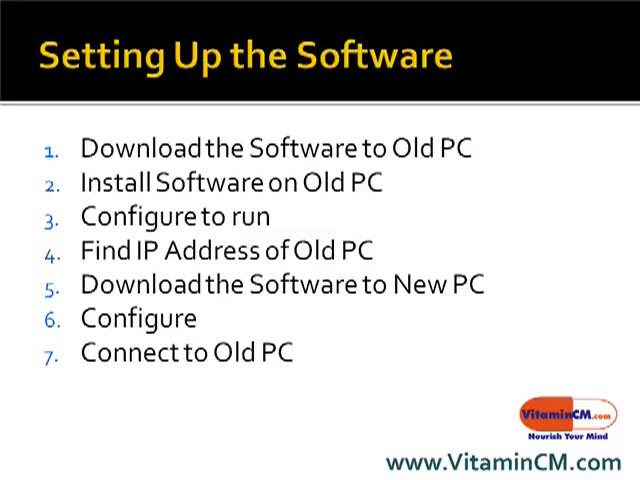 Setting Up the Software
1. Download the Software to Old PC
2. Install Software on Old PC
3. Configure to run
4. Find IP Address of Old PC
5. Download the Software to New PC
6. Configure
7. Connect to Old PC
VitaminCM.com
Nourish Your Mind
www.VitaminCM.com